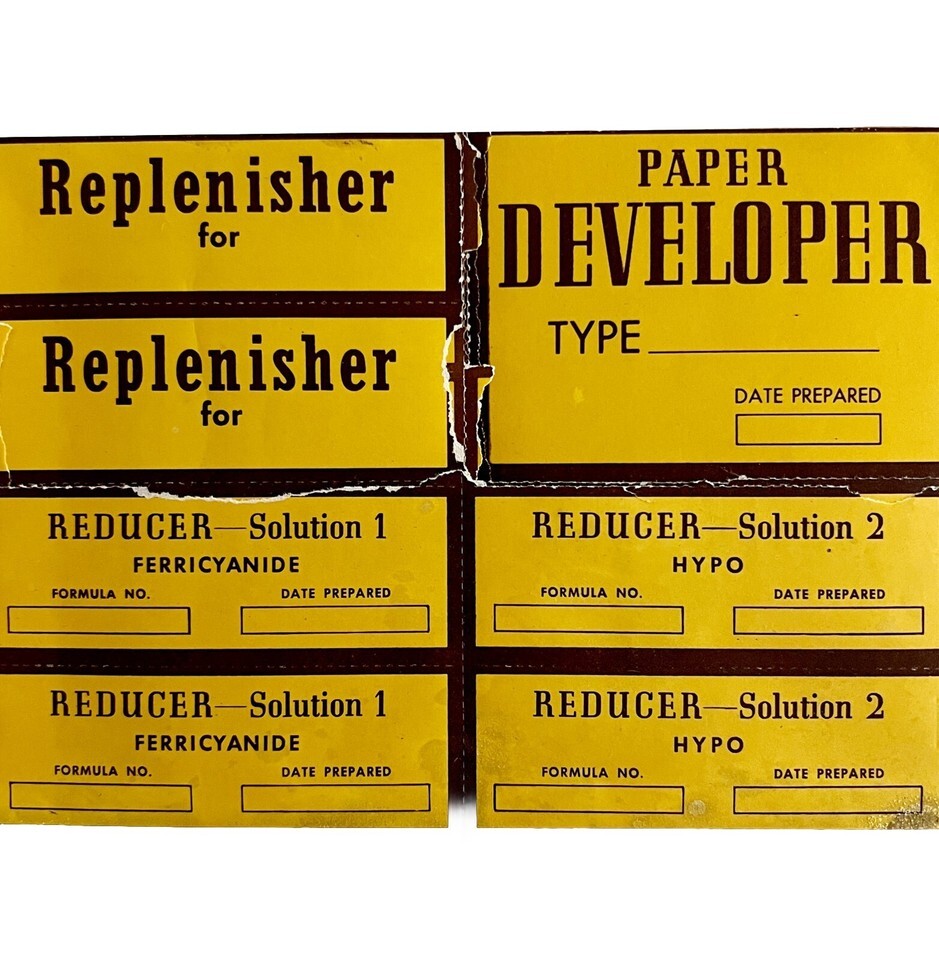 Replenisher
for
PAPER
DEVELOPER
TYPE
DATE PREPARED
Replenisher
for
REDUCER—Solution 1
FERRICYANIDE
FORMULA NO. DATE PREPARED
REDUCER—Solution 2
HYPO
FORMULA NO. DATE PREPARED
REDUCER—Solution 1
FERRICYANIDE
FORMULA NO. DATE PREPARED
REDUCER—Solution 2
HYPO
FORMULA NO. DATE PREPARED